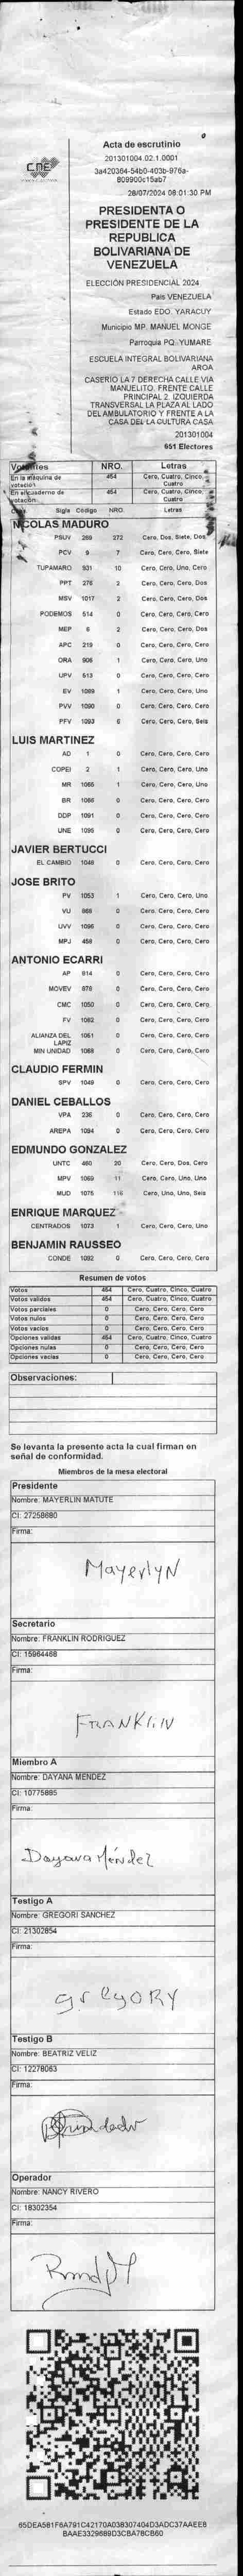 CNE
Acta de escrutinio
201301004.02.1.0001
3a420364-54b0-403b-976a-
809900c15ab7
28/07/2024 08:01:30 PM
PRESIDENTA O
PRESIDENTE DE LA
REPUBLICA
BOLIVARIANA DE
VENEZUELA
ELECCIÓN PRESIDENCIAL 2024
Pais VENEZUELA
Estado EDO. YARACUY
Municipio MP. MANUEL MONGE
Parroquia PQ. YUMARE
ESCUELA INTEGRAL BOLIVARIANA
AROA
CASERIO LA 7 DERECHA CALLE VIA
MANUELITO. FRENTE CALLE
PRINCIPAL 2. IZQUIERDA
TRANSVERSAL LA PLAZA AL LADO
DEL AMBULATORIO Y FRENTE A LA
CASA DEL LA CULTURA CASA
201301004
651 Electores
Votantes NRO. Letras
En la máquina de votación 454 Cero, Cuatro, Cinco, Cuatro
En el cuaderno de votación 454 Cero, Cuatro, Cinco, Cuatro
Sigla Código NRO. Letras
NICOLAS MADURO
PSUV 269 272 Cero, Dos, Siete, Dos
PCV 9 7 Cero, Cero, Cero, Siete
TUPAMARO 931 10 Cero, Cero, Uno, Cero
PPT 276 2 Cero, Cero, Cero, Dos
MSV 1017 2 Cero, Cero, Cero, Dos
PODEMOS 514 0 Cero, Cero, Cero, Cero
MEP 6 2 Cero, Cero, Cero, Dos
APC 219 0 Cero, Cero, Cero, Cero
ORA 906 1 Cero, Cero, Cero, Uno
UPV 513 0 Cero, Cero, Cero, Cero
EV 1089 1 Cero, Cero, Cero, Uno
PVV 1090 0 Cero, Cero, Cero, Cero
PFV 1093 6 Cero, Cero, Cero, Seis
LUIS MARTINEZ
AD 1 0 Cero, Cero, Cero, Cero
COPEI 2 1 Cero, Cero, Cero, Uno
MR 1065 1 Cero, Cero, Cero, Uno
BR 1066 0 Cero, Cero, Cero, Cero
DDP 1091 0 Cero, Cero, Cero, Cero
UNE 1095 0 Cero, Cero, Cero, Cero
JAVIER BERTUCCI
EL CAMBIO 1048 0 Cero, Cero, Cero, Cero
JOSE BRITO
PV 1053 1 Cero, Cero, Cero, Uno
VU 868 0 Cero, Cero, Cero, Cero
UVV 1096 0 Cero, Cero, Cero, Cero
MPJ 458 0 Cero, Cero, Cero, Cero
ANTONIO ECARRI
AP 814 0 Cero, Cero, Cero, Cero
MOVEV 878 0 Cero, Cero, Cero, Cero
CMC 1050 0 Cero, Cero, Cero, Cero
FV 1082 0 Cero, Cero, Cero, Cero
ALIANZA DEL LAPIZ 1051 0 Cero, Cero, Cero, Cero
MIN UNIDAD 1068 0 Cero, Cero, Cero, Cero
CLAUDIO FERMIN
SPV 1049 0 Cero, Cero, Cero, Cero
DANIEL CEBALLOS
VPA 236 0 Cero, Cero, Cero, Cero
AREPA 1094 0 Cero, Cero, Cero, Cero
EDMUNDO GONZALEZ
UNTC 460 20 Cero, Cero, Dos, Cero
MPV 1069 11 Cero, Cero, Uno, Uno
MUD 1075 116 Cero, Uno, Uno, Seis
ENRIQUE MARQUEZ
CENTRADOS 1073 1 Cero, Cero, Cero, Uno
BENJAMIN RAUSSEO
CONDE 1092 0 Cero, Cero, Cero, Cero
Resumen de votos
Votos 454 Cero, Cuatro, Cinco, Cuatro
Votos validos 454 Cero, Cuatro, Cinco, Cuatro
Votos parciales 0 Cero, Cero, Cero, Cero
Votos nulos 0 Cero, Cero, Cero, Cero
Votos vacios 0 Cero, Cero, Cero, Cero
Opciones validas 454 Cero, Cuatro, Cinco, Cuatro
Opciones nulas 0 Cero, Cero, Cero, Cero
Opciones vacias 0 Cero, Cero, Cero, Cero
Observaciones:
Se levanta la presente acta la cual firman en
señal de conformidad.
Miembros de la mesa electoral
Presidente
Nombre: MAYERLIN MATUTE
CI: 27258680
Firma:
MayerlyN
Secretario
Nombre: FRANKLIN RODRIGUEZ
CI: 15964468
Firma:
FRANKlIN
Miembro A
Nombre: DAYANA MENDEZ
CI: 10775885
Firma:
Dayana Méndez
Testigo A
Nombre: GREGORI SANCHEZ
CI: 21302854
Firma:
gregORY
Testigo B
Nombre: BEATRIZ VELIZ
CI: 12278063
Firma:
Operador
Nombre: NANCY RIVERO
CI: 18302354
Firma:
65DEA581F8A791C42170A038307404D3ADC37AAEE8
BAAE3329689D3CBA78CB60